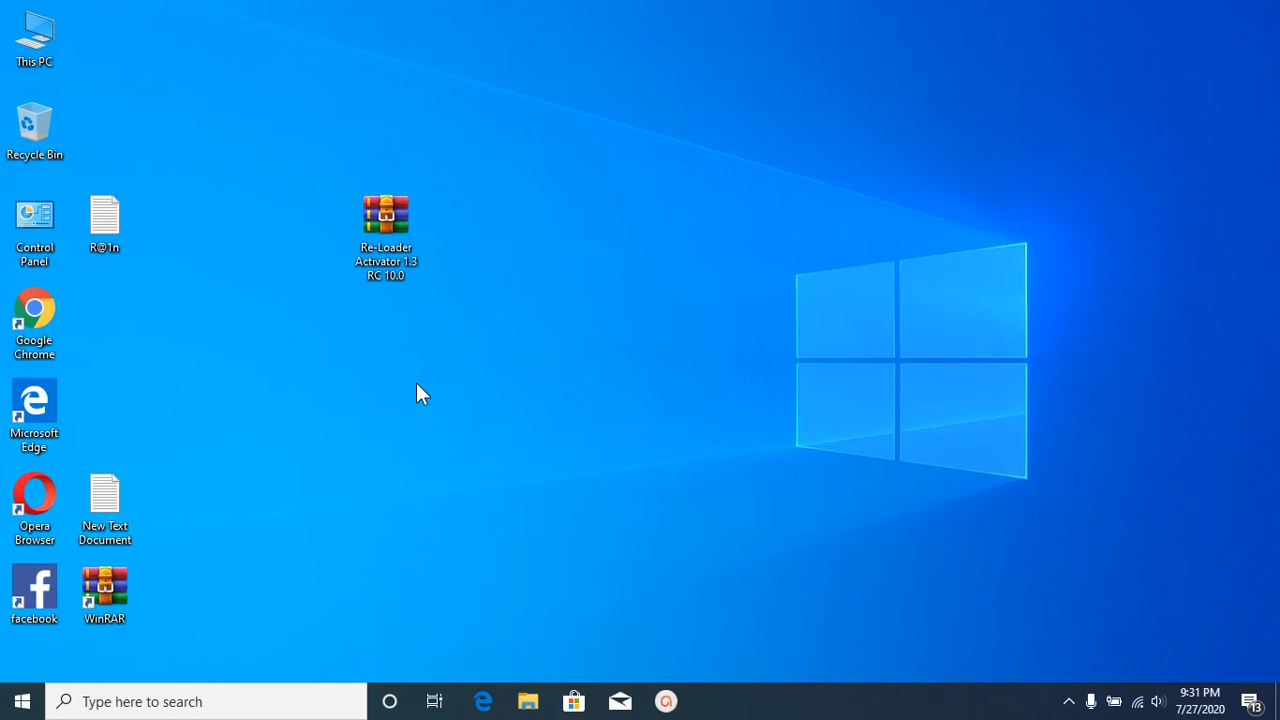 This PC
Recycle Bin
Control
Panel
R@1n
Re-Loader
Activator 1.3
RC 10.0
Google
Chrome
Microsoft
Edge
Opera
Browser
New Text
Document
facebook
WinRAR
Type here to search
9:31 PM
7/27/2020
13